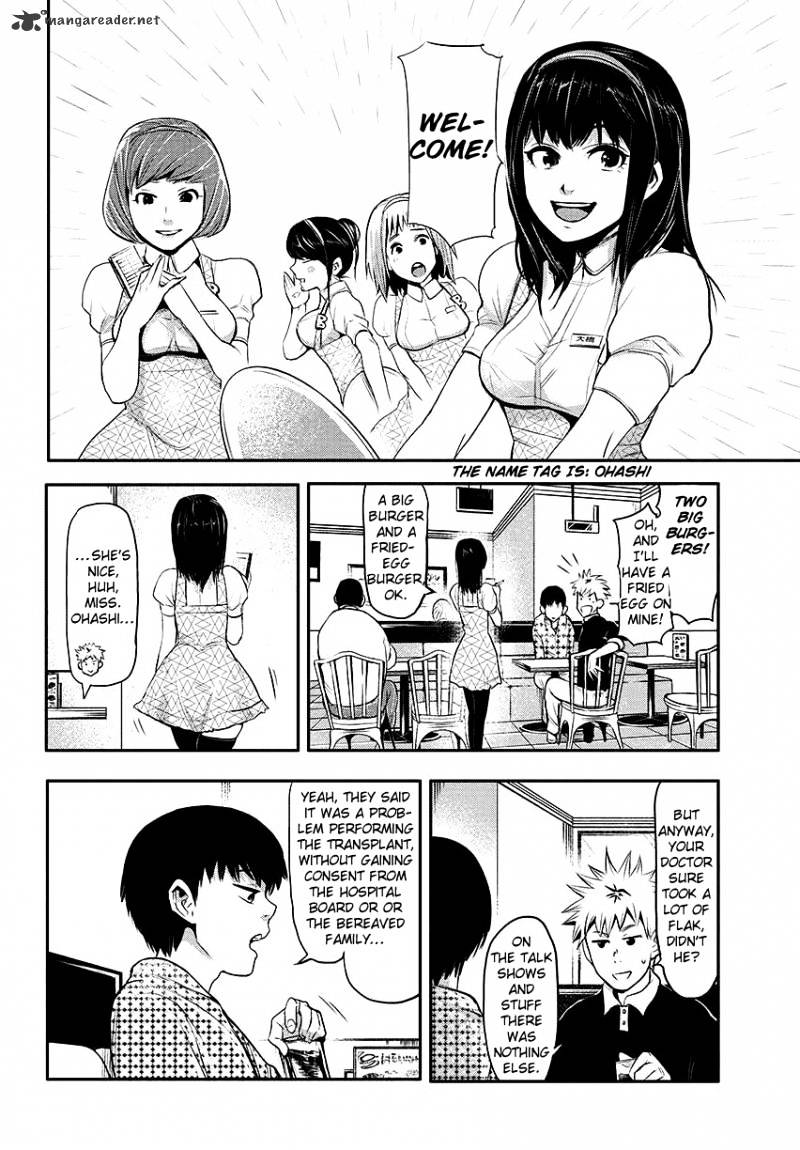 mangareader.net
WEL-
COME!
大橋
B
B
THE NAME TAG IS: OHASHI
TWO
BIG
BURG-
ERS!
OH,
AND
I'LL
HAVE A
FRIED
EGG ON
MINE!
A BIG
BURGER
AND A
FRIED-
EGG
BURGER,
OK.
...SHE'S
NICE,
HUH,
MISS.
OHASHI...
BUT
ANYWAY,
YOUR
DOCTOR
SURE
TOOK
A LOT
OF
FLAK,
DIDN'T
HE?
ON
THE TALK
SHOWS
AND
STUFF
THERE
WAS
NOTHING
ELSE.
YEAH, THEY SAID
IT WAS A PROB-
LEM PERFORMING
THE TRANSPLANT,
WITHOUT GAINING
CONSENT FROM
THE HOSPITAL
BOARD OR OR
THE BEREAVED
FAMILY...